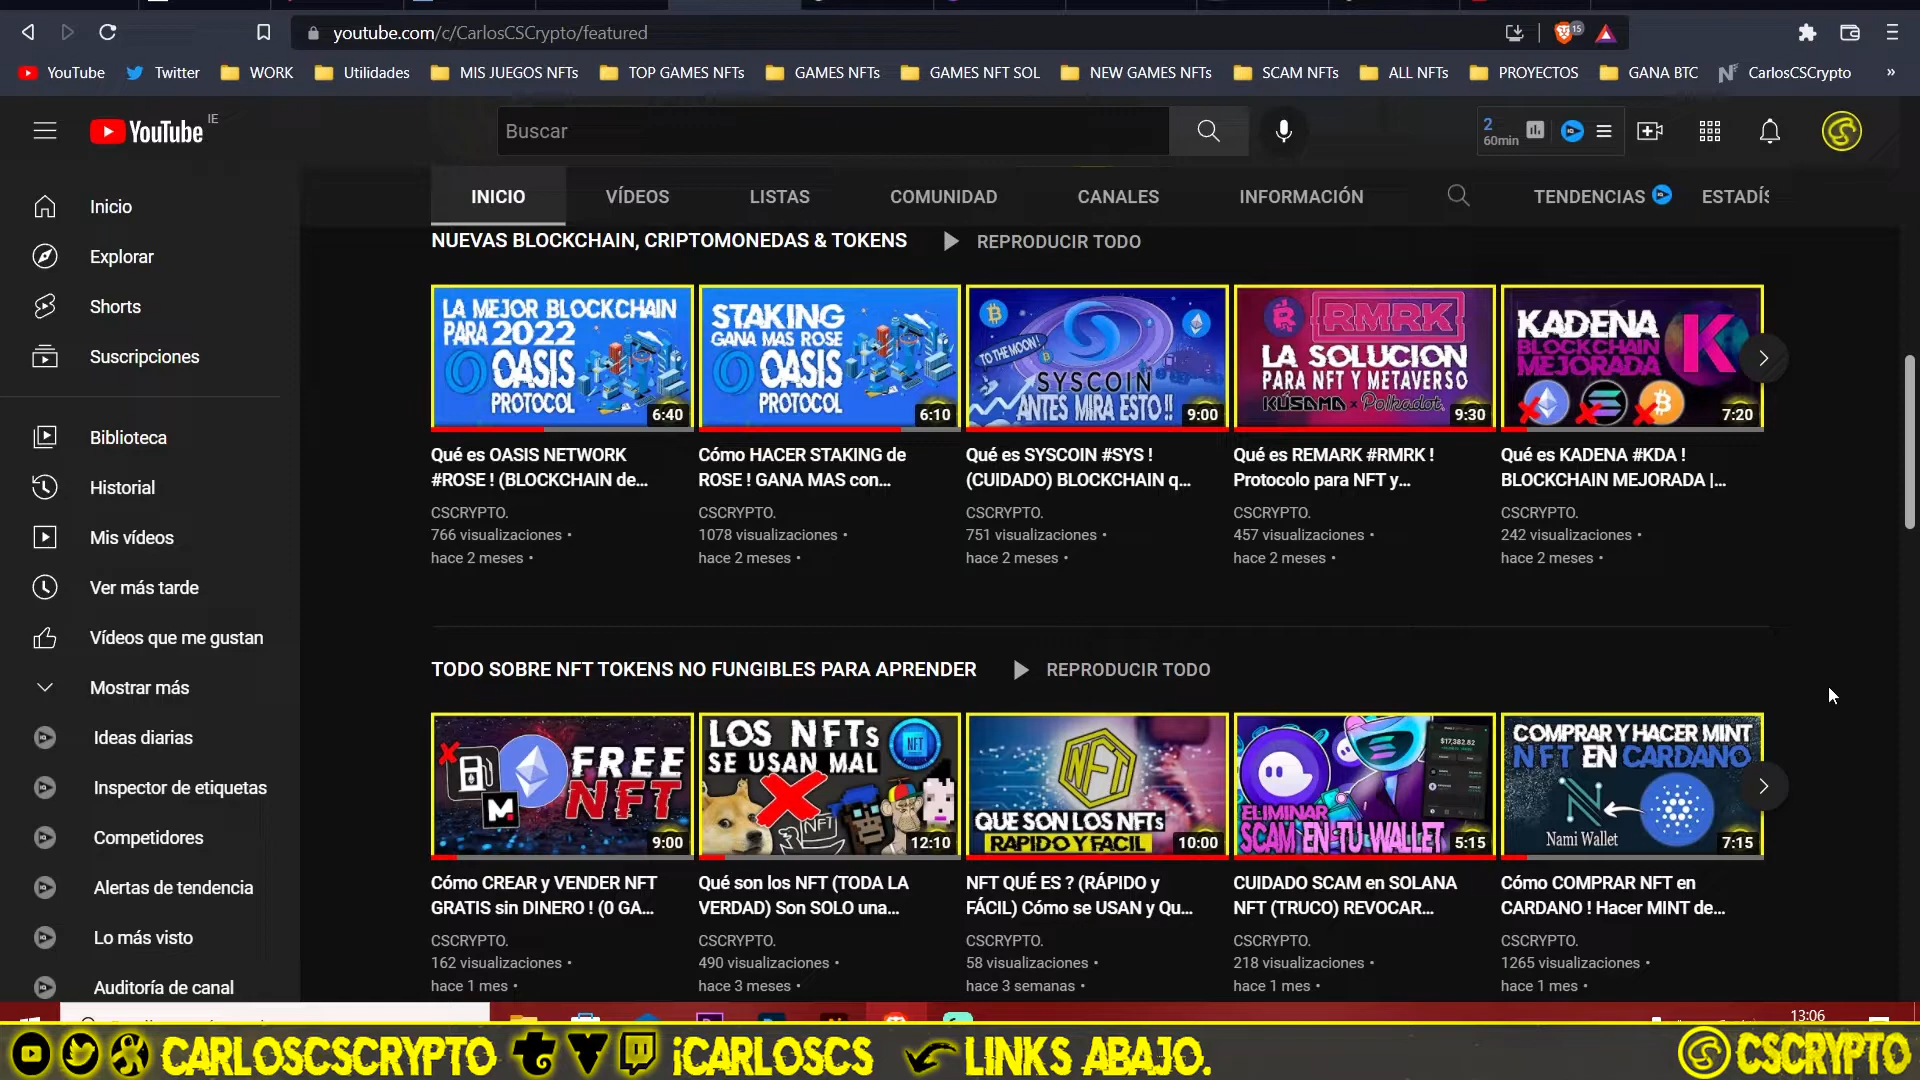 youtube.com/c/CarlosCSCrypto/featured
15
YouTube
Twitter
WORK
Utilidades
MIS JUEGOS NFTs
TOP GAMES NFTs
GAMES NFTs
GAMES NFT SOL
NEW GAMES NFTs
SCAM NFTs
ALL NFTs
PROYECTOS
GANA BTC
CarlosCSCrypto
»
YouTube IE
Buscar
2
60min
INICIO
VÍDEOS
LISTAS
COMUNIDAD
CANALES
INFORMACIÓN
TENDENCIAS
ESTADÍS
Inicio
Explorar
Shorts
Suscripciones
Biblioteca
Historial
Mis vídeos
Ver más tarde
Vídeos que me gustan
Mostrar más
Ideas diarias
Inspector de etiquetas
Competidores
Alertas de tendencia
Lo más visto
Auditoría de canal
NUEVAS BLOCKCHAIN, CRIPTOMONEDAS & TOKENS
REPRODUCIR TODO
LA MEJOR BLOCKCHAIN
PARA 2022
OASIS
PROTOCOL
6:40
STAKING
GANA MAS ROSE
OASIS
PROTOCOL
6:10
TO THE MOON!
SYSCOIN
ANTES MIRA ESTO!!
9:00
RMRK
LA SOLUCION
PARA NFT Y METAVERSO
KUSAMA x Polkadot
9:30
KADENA
BLOCKCHAIN
MEJORADA
K
7:20
Qué es OASIS NETWORK
#ROSE ! (BLOCKCHAIN de...
CSCRYPTO.
766 visualizaciones •
hace 2 meses •
Cómo HACER STAKING de
ROSE ! GANA MAS con...
CSCRYPTO.
1078 visualizaciones •
hace 2 meses •
Qué es SYSCOIN #SYS !
(CUIDADO) BLOCKCHAIN q...
CSCRYPTO.
751 visualizaciones •
hace 2 meses •
Qué es REMARK #RMRK !
Protocolo para NFT y...
CSCRYPTO.
457 visualizaciones •
hace 2 meses •
Qué es KADENA #KDA !
BLOCKCHAIN MEJORADA |...
CSCRYPTO.
242 visualizaciones •
hace 2 meses •
TODO SOBRE NFT TOKENS NO FUNGIBLES PARA APRENDER
REPRODUCIR TODO
FREE
NFT
M
9:00
LOS NFTs
SE USAN MAL
NFT
NFT
12:10
NFT
QUE SON LOS NFTs
RAPIDO Y FACIL
10:00
$17,382.82
ELIMINAR
SCAM EN TU WALLET
5:15
COMPRAR Y HACER MINT
NFT EN CARDANO
Nami Wallet
7:15
Cómo CREAR y VENDER NFT
GRATIS sin DINERO ! (0 GA...
CSCRYPTO.
162 visualizaciones •
hace 1 mes •
Qué son los NFT (TODA LA
VERDAD) Son SOLO una...
CSCRYPTO.
490 visualizaciones •
hace 3 meses •
NFT QUÉ ES ? (RÁPIDO y
FÁCIL) Cómo se USAN y Qu...
CSCRYPTO.
58 visualizaciones •
hace 3 semanas •
CUIDADO SCAM en SOLANA
NFT (TRUCO) REVOCAR...
CSCRYPTO.
218 visualizaciones •
hace 1 mes •
Cómo COMPRAR NFT en
CARDANO ! Hacer MINT de...
CSCRYPTO.
1265 visualizaciones •
hace 1 mes •
13:06
CARLOSCSCRYPTO
iCARLOSCS
LINKS ABAJO.
CSCRYPTO